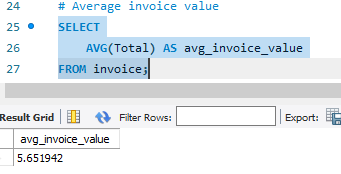 24 # Average invoice value
25 SELECT
26 AVG(Total) AS avg_invoice_value
27 FROM invoice;
Result Grid Filter Rows: Export:
avg_invoice_value
5.651942